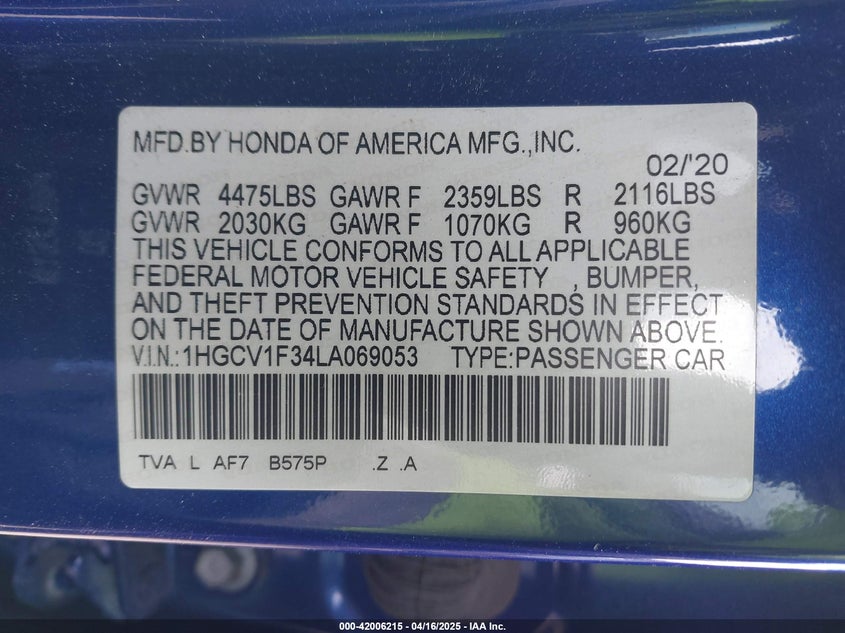 MFD.BY HONDA OF AMERICA MFG.,INC.
02/'20
GVWR 4475LBS GAWR F 2359LBS R 2116LBS
GVWR 2030KG GAWR F 1070KG R 960KG
THIS VEHICLE CONFORMS TO ALL APPLICABLE
FEDERAL MOTOR VEHICLE SAFETY , BUMPER,
AND THEFT PREVENTION STANDARDS IN EFFECT
ON THE DATE OF MANUFACTURE SHOWN ABOVE.
V.I.N.:1HGCV1F34LA069053 TYPE:PASSENGER CAR
TVA L AF7 B575P .Z .A
000-42006215 - 04/16/2025 - IAA Inc.